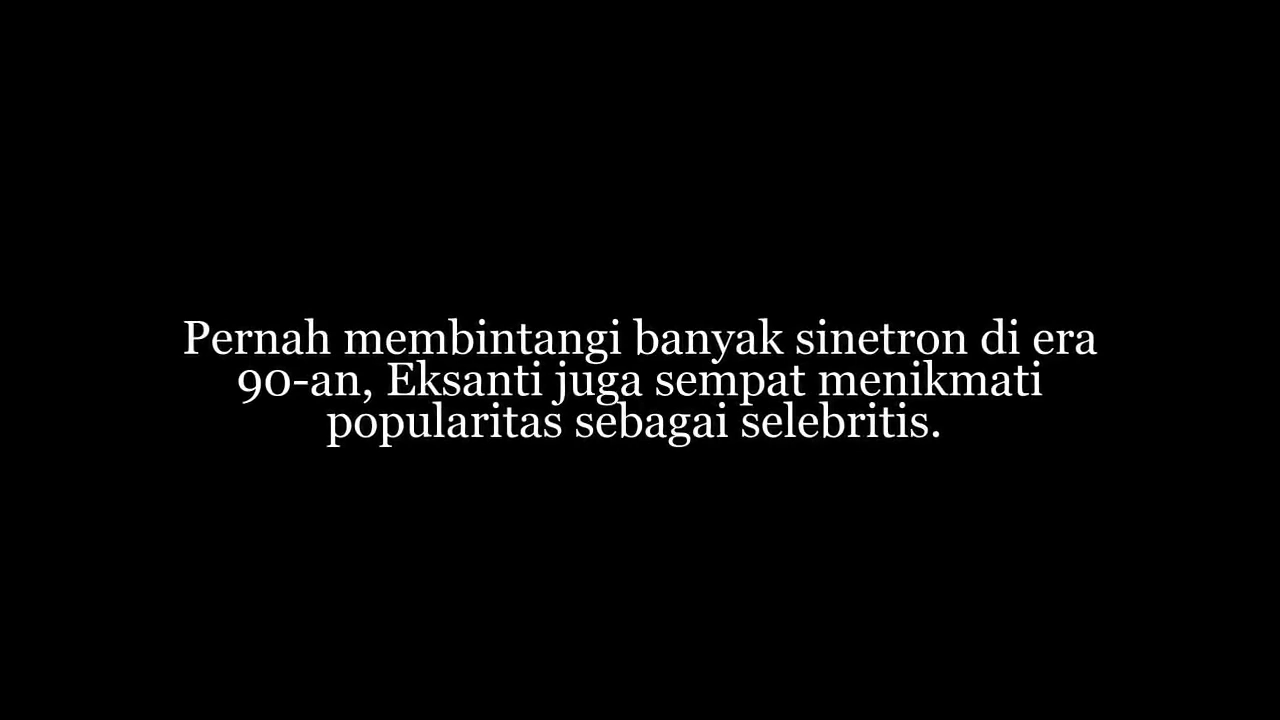 Pernah membintangi banyak sinetron di era
90-an, Eksanti juga sempat menikmati
popularitas sebagai selebritis.